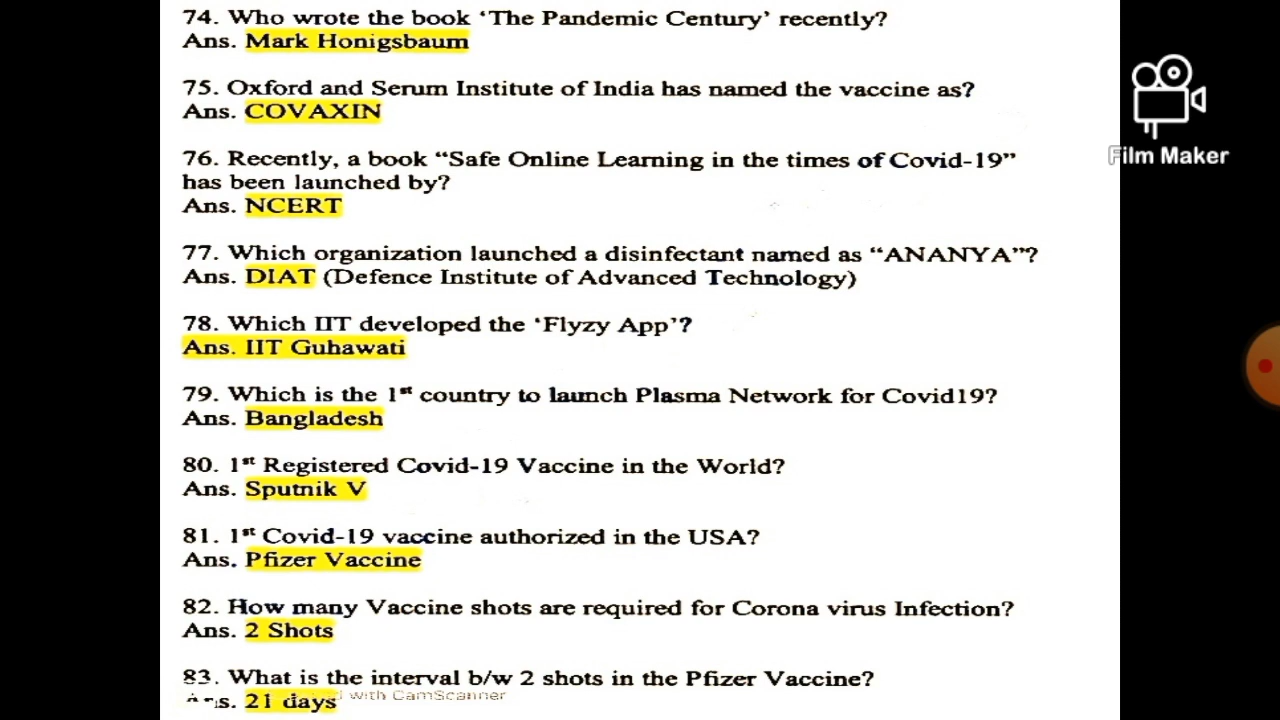 74. Who wrote the book ‘The Pandemic Century’ recently?
Ans. Mark Honigsbaum
75. Oxford and Serum Institute of India has named the vaccine as?
Ans. COVAXIN
76. Recently, a book “Safe Online Learning in the times of Covid-19”
has been launched by?
Ans. NCERT
77. Which organization launched a disinfectant named as “ANANYA”?
Ans. DIAT (Defence Institute of Advanced Technology)
78. Which IIT developed the ‘Flyzy App’?
Ans. IIT Guhawati
79. Which is the 1st country to launch Plasma Network for Covid19?
Ans. Bangladesh
80. 1st Registered Covid-19 Vaccine in the World?
Ans. Sputnik V
81. 1st Covid-19 vaccine authorized in the USA?
Ans. Pfizer Vaccine
82. How many Vaccine shots are required for Corona virus Infection?
Ans. 2 Shots
83. What is the interval b/w 2 shots in the Pfizer Vaccine?
Ans. 21 days
with CamScanner
Film Maker